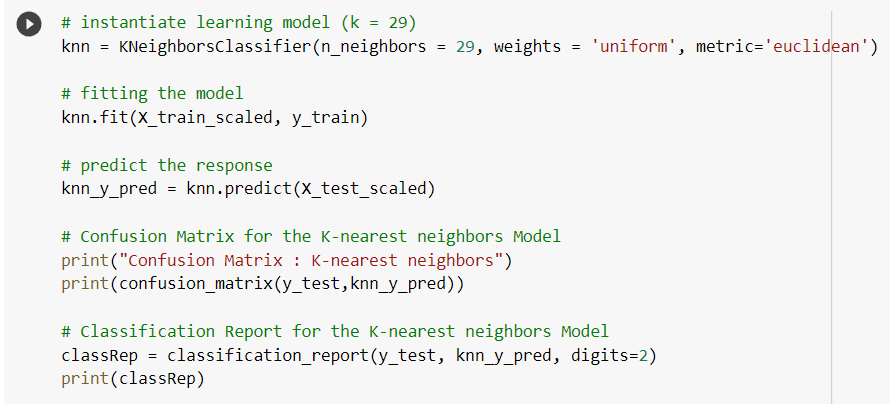 # instantiate learning model (k = 29)
knn = KNeighborsClassifier(n_neighbors = 29, weights = 'uniform', metric='euclidean')
# fitting the model
knn.fit(X_train_scaled, y_train)
# predict the response
knn_y_pred = knn.predict(X_test_scaled)
# Confusion Matrix for the K-nearest neighbors Model
print("Confusion Matrix : K-nearest neighbors")
print(confusion_matrix(y_test,knn_y_pred))
# Classification Report for the K-nearest neighbors Model
classRep = classification_report(y_test, knn_y_pred, digits=2)
print(classRep)